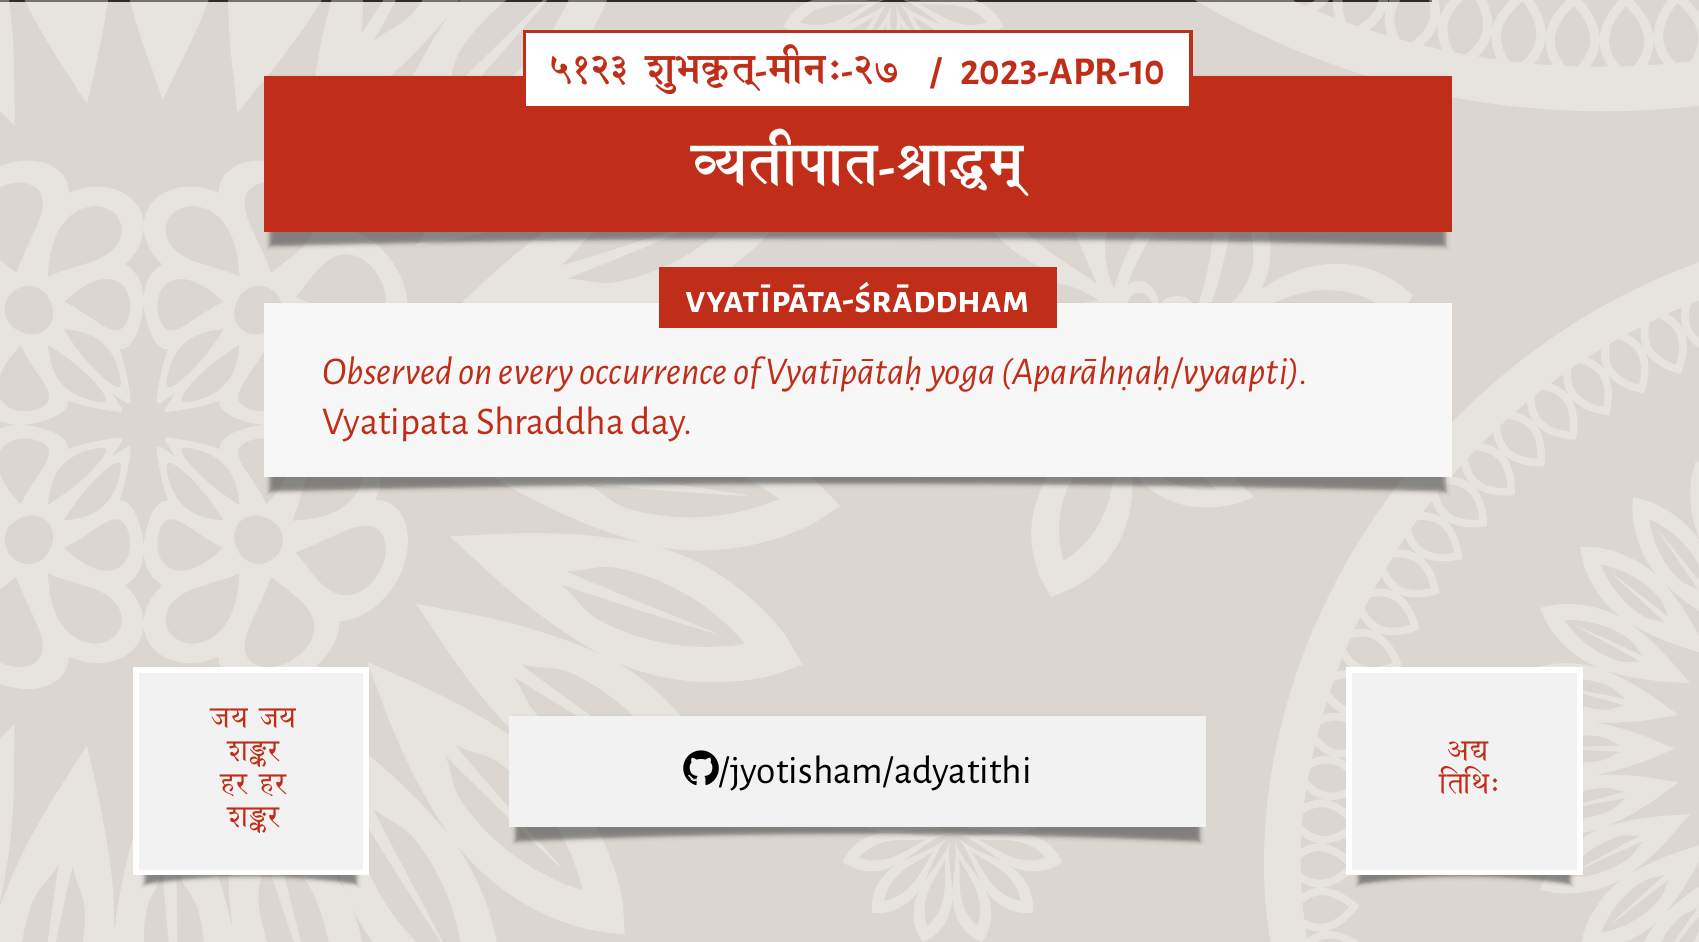 ५१२३ शुभकृत्-मीनः-२७ / 2023-APR-10
व्यतीपात-श्राद्धम्
VYATĪPĀTA-ŚRĀDDHAM
Observed on every occurrence of Vyatīpātaḥ yoga (Aparāhṇaḥ/vyaapti).
Vyatipata Shraddha day.
जय जय
शङ्कर
हर हर
शङ्कर
/jyotisham/adyatithi
अद्य
तिथिः